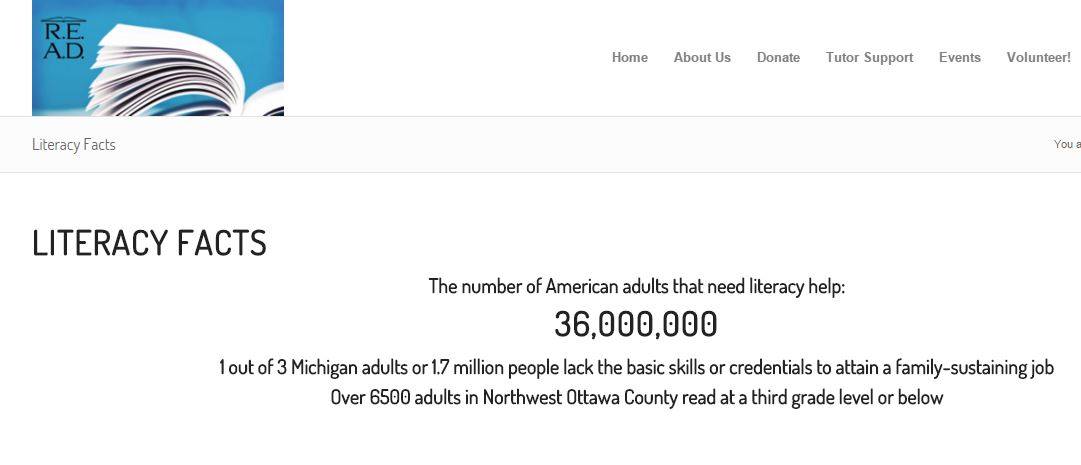 R.E.
A.D.
Home About Us Donate Tutor Support Events Volunteer!
Literacy Facts
You a
LITERACY FACTS
The number of American adults that need literacy help:
36,000,000
1 out of 3 Michigan adults or 1.7 million people lack the basic skills or credentials to attain a family-sustaining job
Over 6500 adults in Northwest Ottawa County read at a third grade level or below